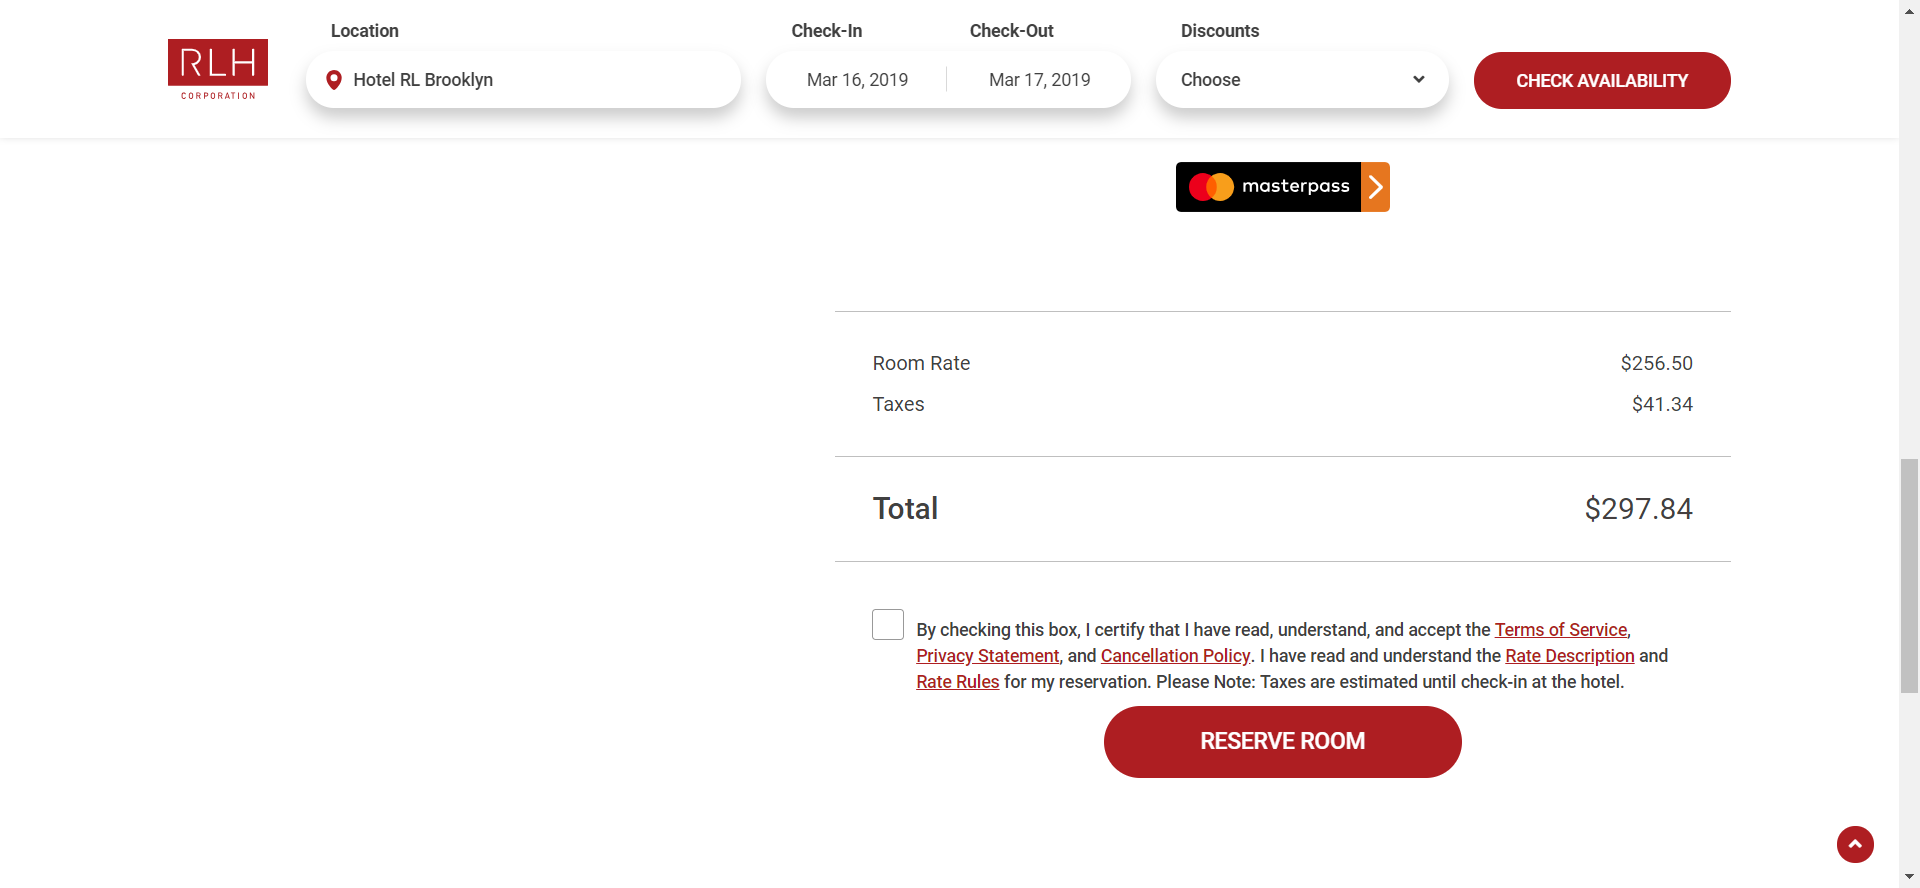 Location
Check-In
Check-Out
Discounts
RLH
CORPORATION
Hotel RL Brooklyn
Mar 16, 2019
Mar 17, 2019
Choose
CHECK AVAILABILITY
masterpass
Room Rate
$256.50
Taxes
$41.34
Total
$297.84
By checking this box, I certify that I have read, understand, and accept the Terms of Service,
Privacy Statement, and Cancellation Policy. I have read and understand the Rate Description and
Rate Rules for my reservation. Please Note: Taxes are estimated until check-in at the hotel.
RESERVE ROOM